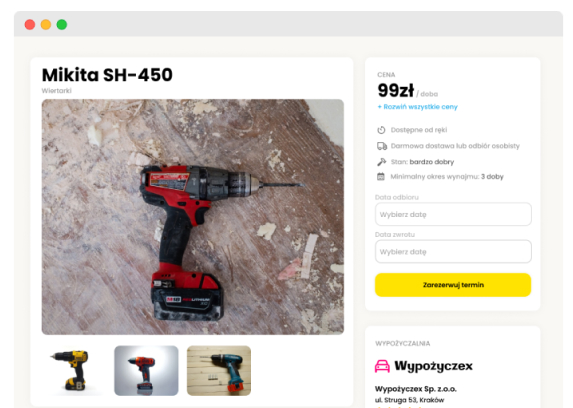 Mikita SH-450
Wiertarki
CENA
99zł / doba
+ Rozwiń wszystkie ceny
Dostępne od ręki
Darmowa dostawa lub odbiór osobisty
Stan: bardzo dobry
Minimalny okres wynajmu: 3 doby
Data odbioru
Wybierz datę
Data zwrotu
Wybierz datę
Zarezerwuj termin
WYPOŻYCZALNIA
Wypożyczex
Wypożyczex Sp. z.o.o.
ul. Struga 53, Kraków